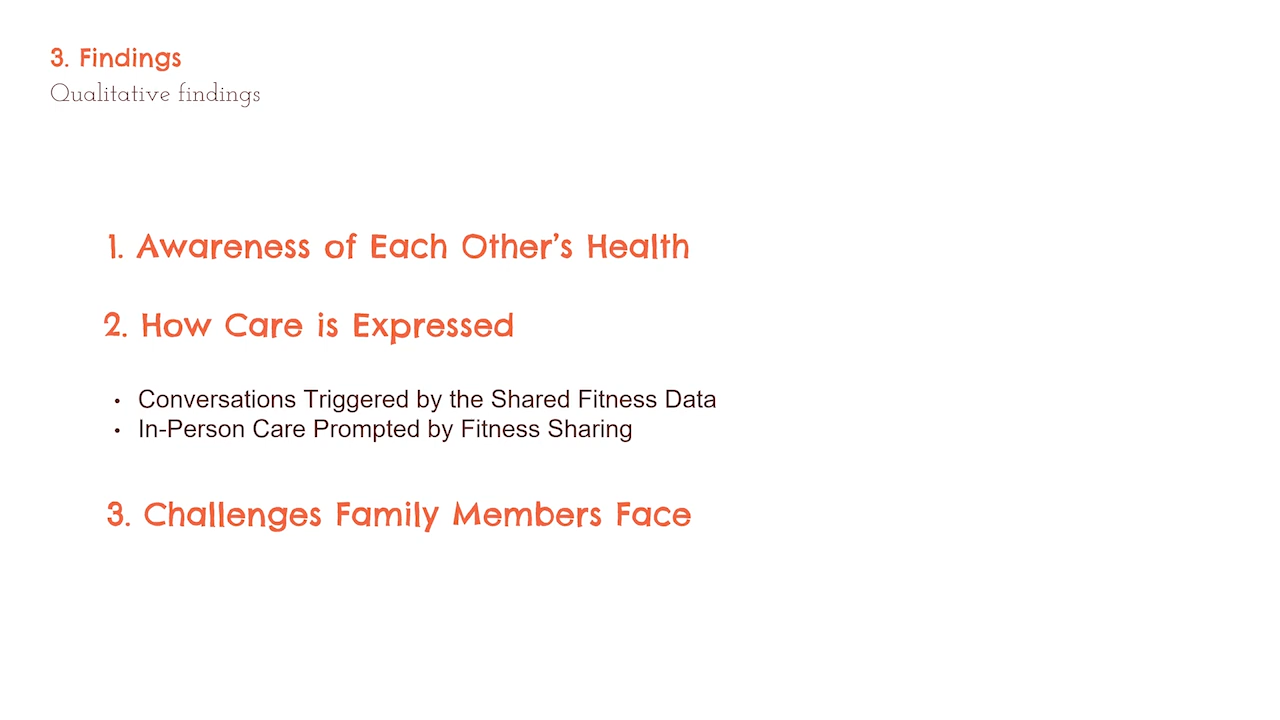 3. Findings
Qualitative findings
1. Awareness of Each Other’s Health
2. How Care is Expressed
• Conversations Triggered by the Shared Fitness Data
• In-Person Care Prompted by Fitness Sharing
3. Challenges Family Members Face